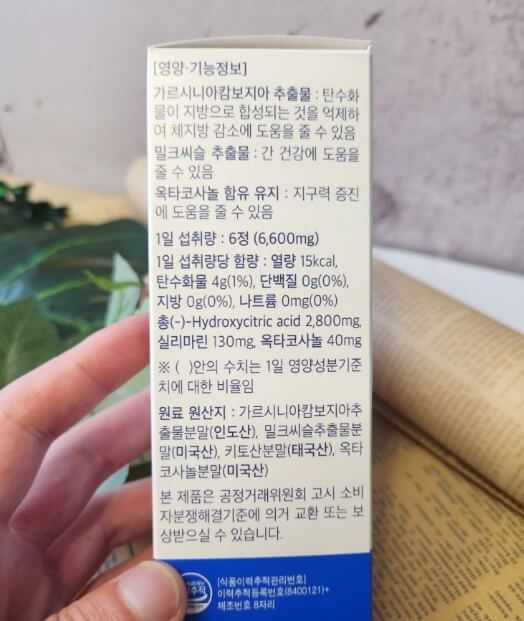 [영양·기능정보]
가르시니아캄보지아 추출물 : 탄수화
물이 지방으로 합성되는 것을 억제하
여 체지방 감소에 도움을 줄 수 있음
밀크씨슬 추출물 : 간 건강에 도움을
줄 수 있음
옥타코사놀 함유 유지 : 지구력 증진
에 도움을 줄 수 있음
1일 섭취량 : 6정 (6,600mg)
1일 섭취량당 함량 : 열량 15kcal,
탄수화물 4g(1%), 단백질 0g(0%),
지방 0g(0%), 나트륨 0mg(0%)
총(-)-Hydroxycitric acid 2,800mg,
실리마린 130mg, 옥타코사놀 40mg
※ ( )안의 수치는 1일 영양성분기준
치에 대한 비율임
원료 원산지 : 가르시니아캄보지아추
출물분말(인도산), 밀크씨슬추출물분
말(미국산), 키토산분말(태국산), 옥타
코사놀분말(미국산)
본 제품은 공정거래위원회 고시 소비
자분쟁해결기준에 의거 교환 또는 보
상받으실 수 있습니다.
[식품이력추적관리번호]
이력추적등록번호(8400121)+
제조번호 8자리